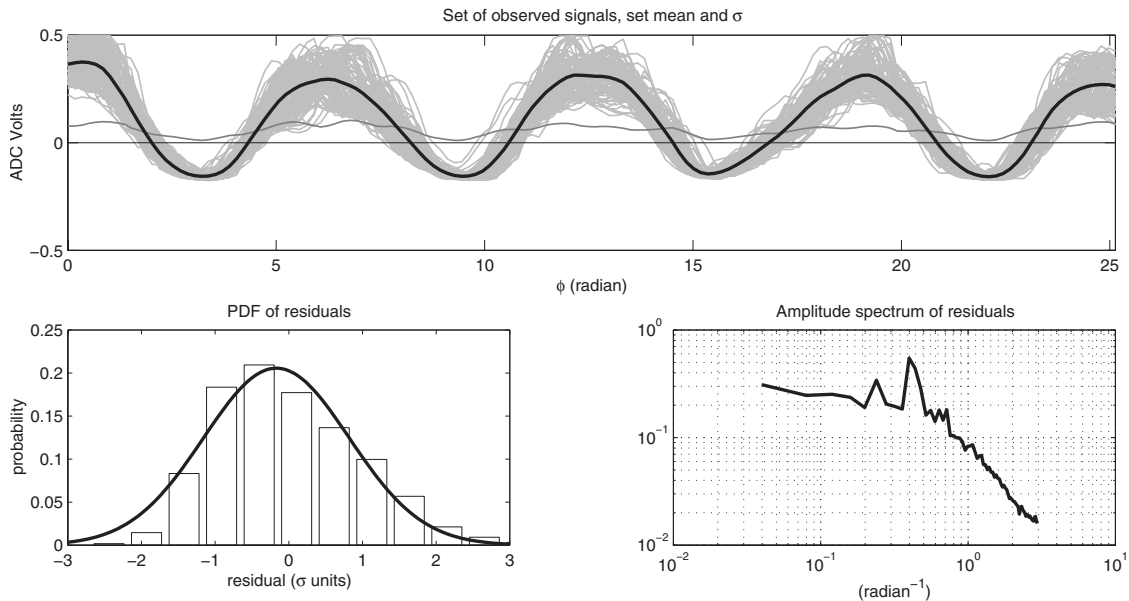 Set of observed signals, set mean and σ
ADC Volts
0.5
0
−0.5
0 5 10 15 20 25
ϕ (radian)
PDF of residuals
probability
0.25
0.2
0.15
0.1
0.05
0
−3 −2 −1 0 1 2 3
residual (σ units)
Amplitude spectrum of residuals
10⁰
10⁻¹
10⁻²
10⁻² 10⁻¹ 10⁰ 10¹
(radian⁻¹)